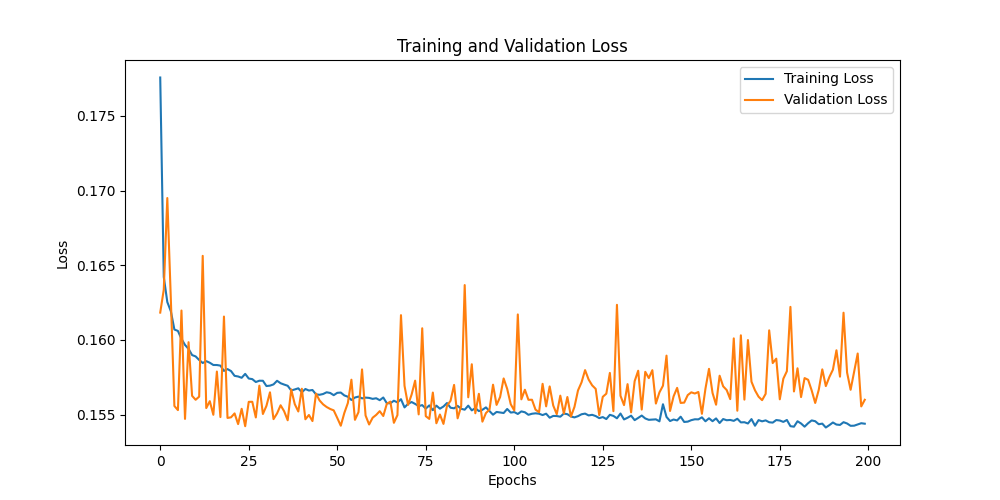 Training and Validation Loss
Training Loss
Validation Loss
Loss
0.175
0.170
0.165
0.160
0.155
0 25 50 75 100 125 150 175 200
Epochs